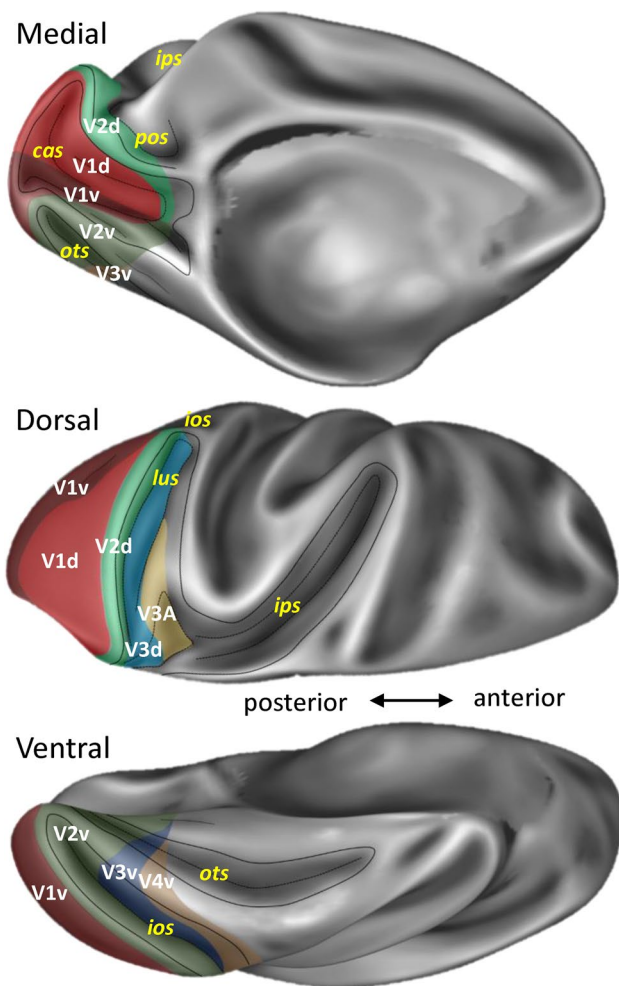 Medial
ips
V2d
pos
cas
V1d
V1v
V2v
ots
V3v
Dorsal
ios
lus
V1v
V2d
V1d
V3A
ips
V3d
posterior
anterior
Ventral
V2v
V3v
V4v
ots
V1v
ios